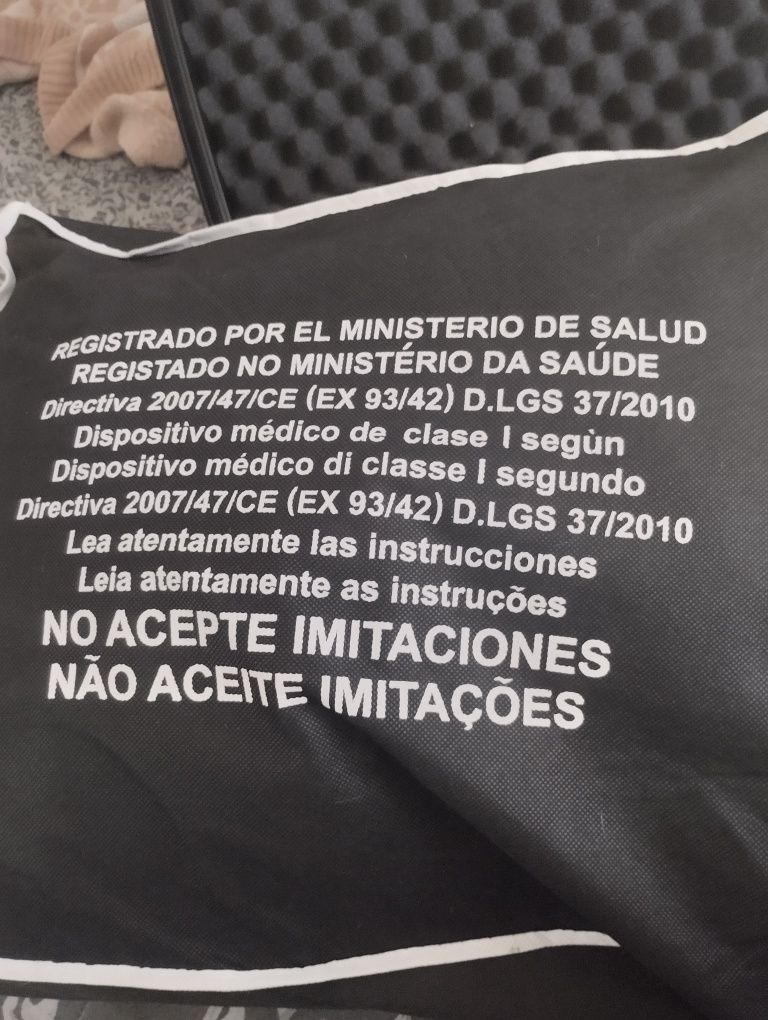 REGISTRADO POR EL MINISTERIO DE SALUD
REGISTADO NO MINISTÉRIO DA SAÚDE
Directiva 2007/47/CE (EX 93/42) D.LGS 37/2010
Dispositivo médico de clase I segùn
Dispositivo médico di classe I segundo
Directiva 2007/47/CE (EX 93/42) D.LGS 37/2010
Lea atentamente las instrucciones
Leia atentamente as instruções
NO ACEPTE IMITACIONES
NÃO ACEITE IMITAÇÕES